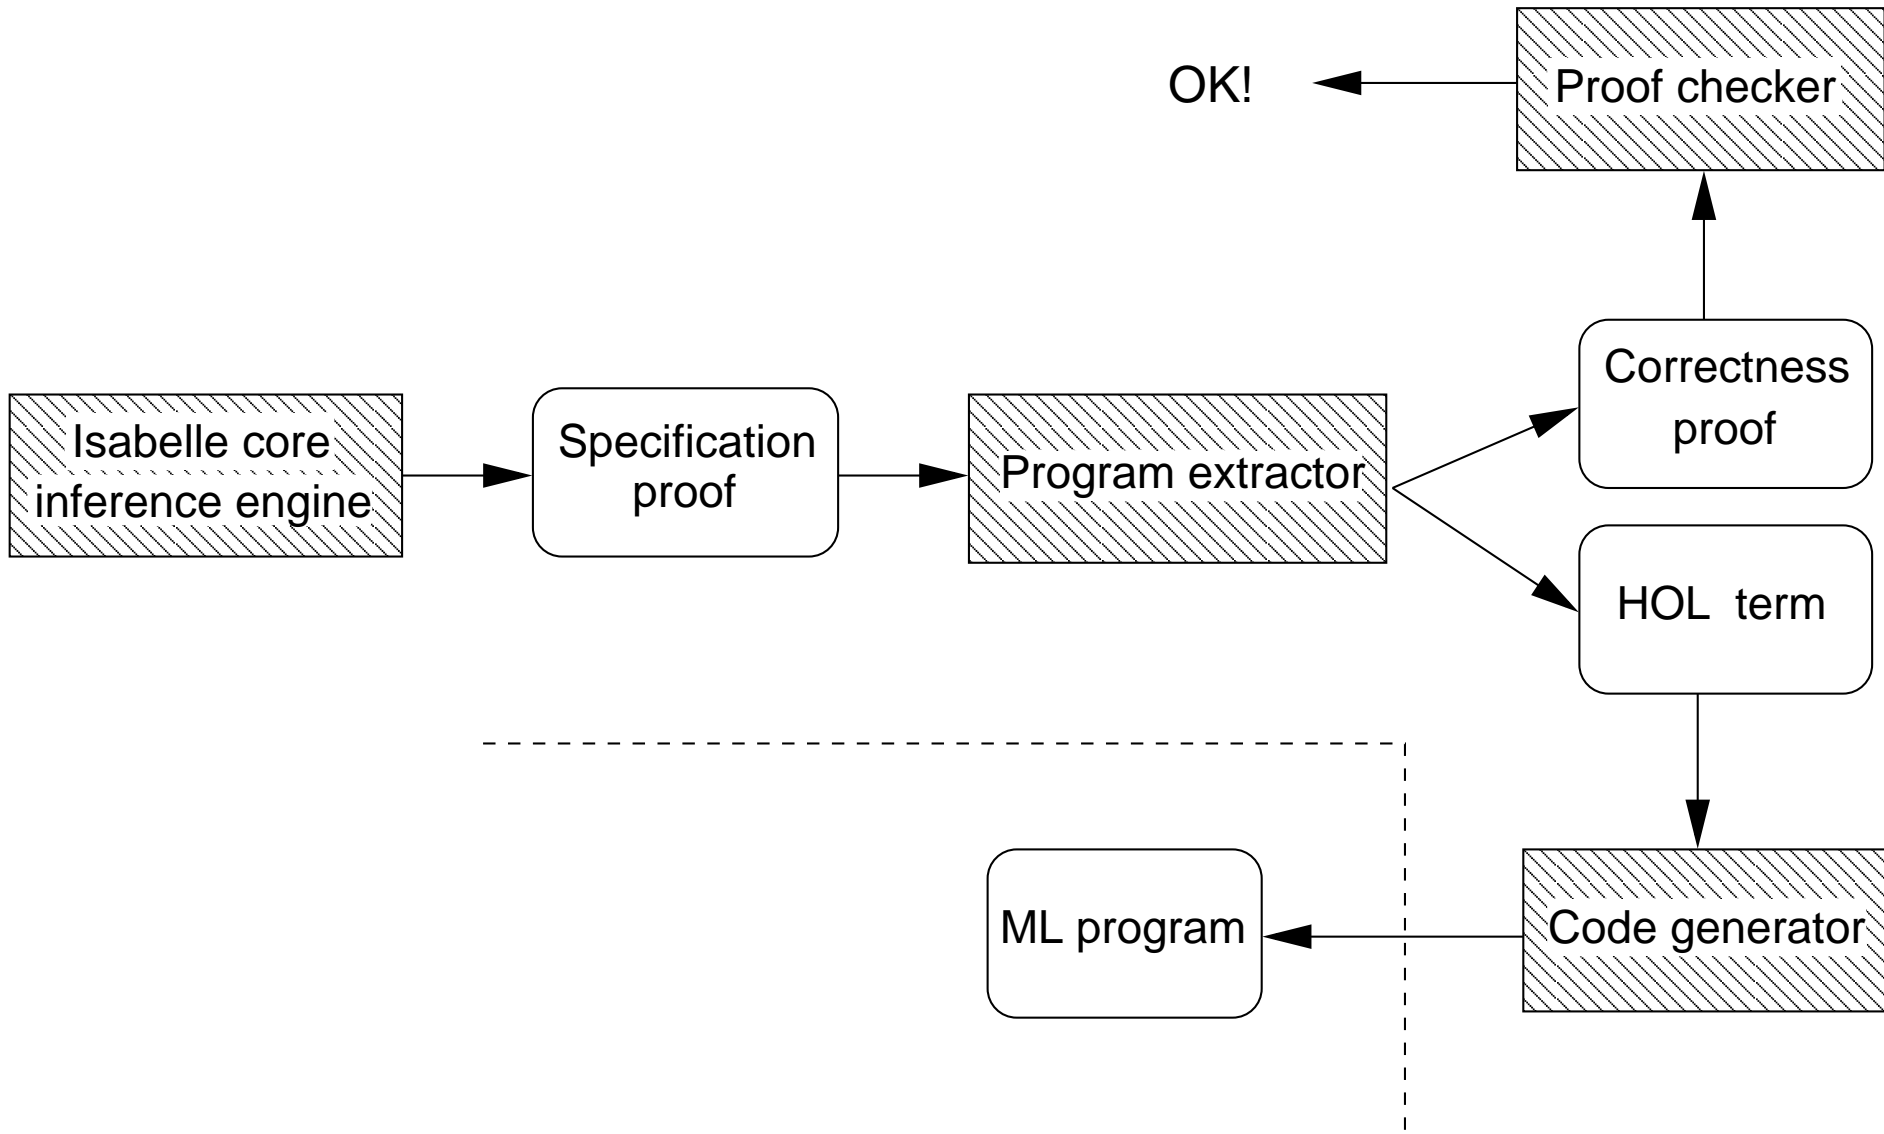 OK!
Proof checker
Correctness
proof
Isabelle core
inference engine
Specification
proof
Program extractor
HOL term
ML program
Code generator